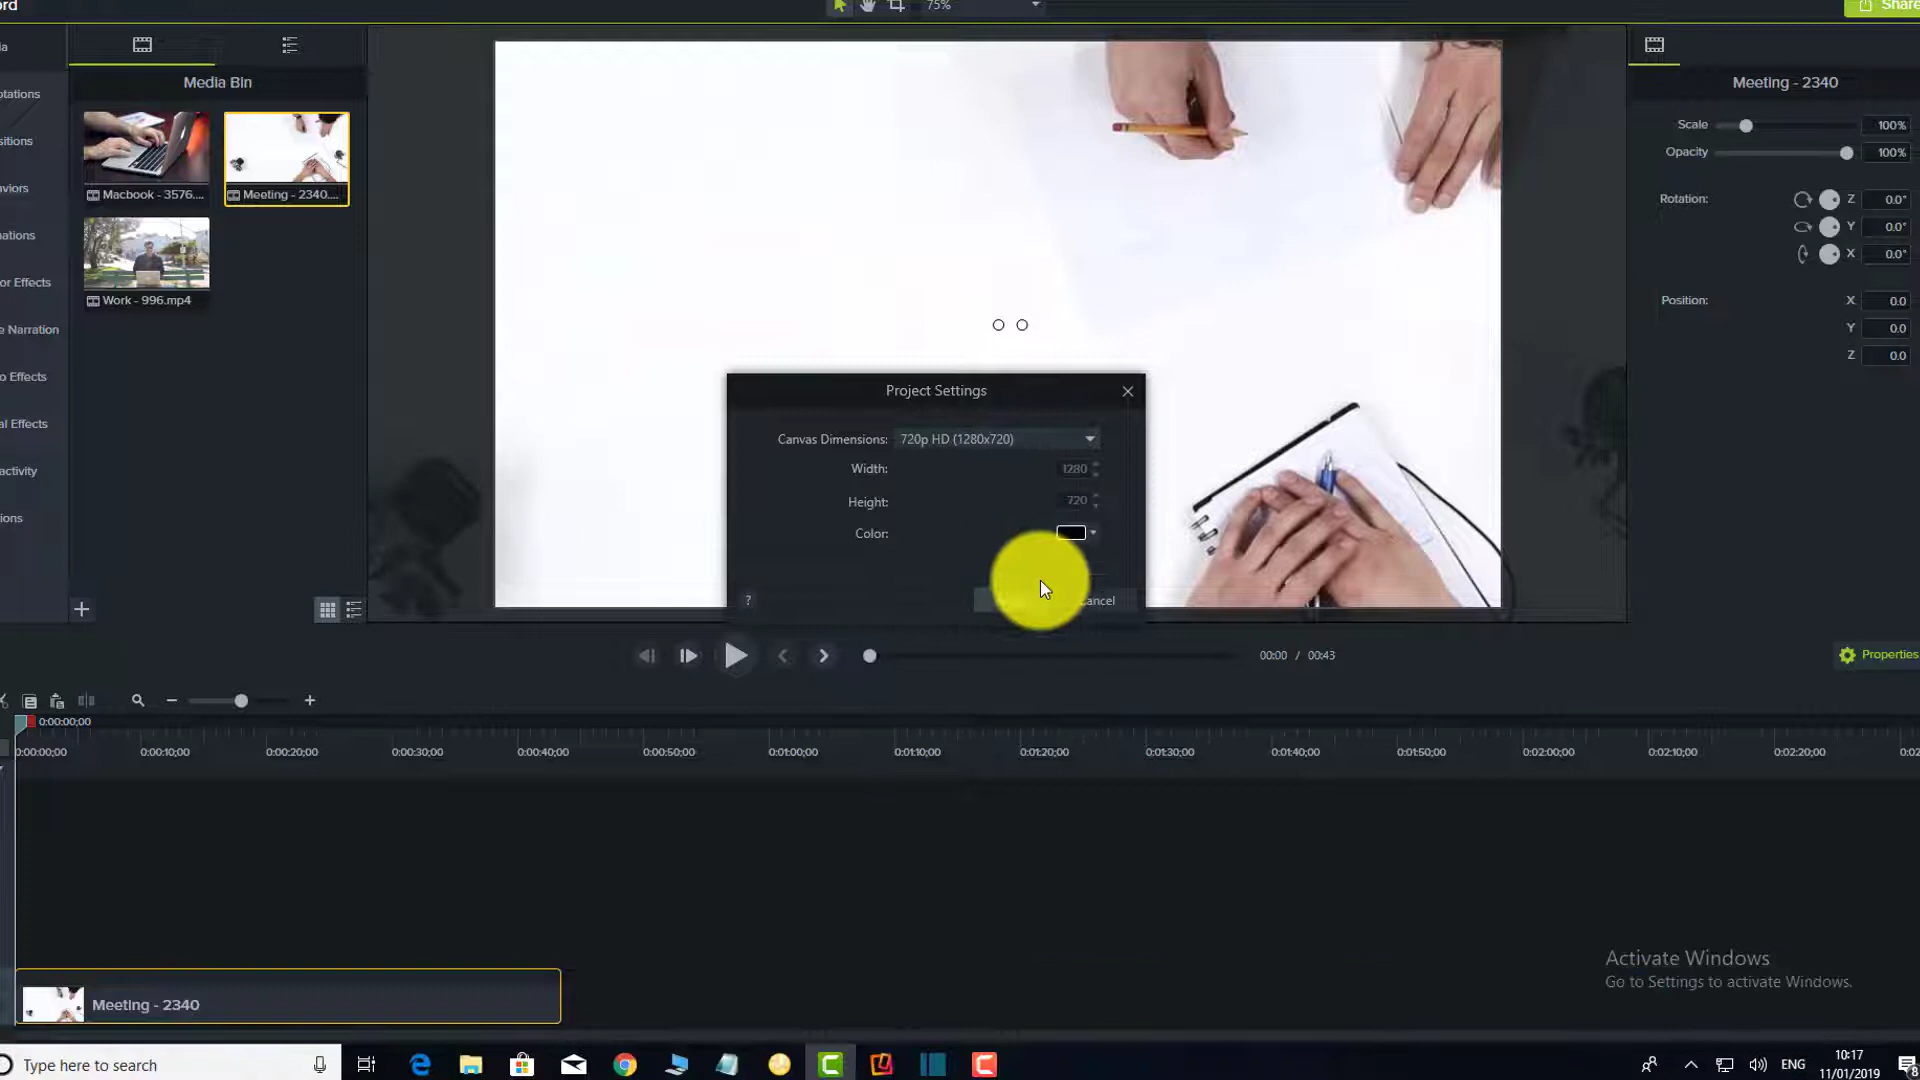 ord
75%
Share
Media Bin
Meeting - 2340
Scale
100%
otations
Opacity
100%
sitions
aviors
Macbook - 3576....
Meeting - 2340....
Rotation:
Z
0.0°
Y
0.0°
ations
X
0.0°
or Effects
Work - 996.mp4
Position:
X
0.0
e Narration
Y
0.0
Z
0.0
o Effects
Project Settings
al Effects
Canvas Dimensions:
720p HD (1280x720)
activity
Width:
1280
Height:
720
ions
Color:
?
ancel
00:00 / 00:43
Properties
0:00:00;00
0:00:00;00
0:00:10;00
0:00:20;00
0:00:30;00
0:00:40;00
0:00:50;00
0:01:00;00
0:01:10;00
0:01:20;00
0:01:30;00
0:01:40;00
0:01:50;00
0:02:00;00
0:02:10;00
0:02:20;00
0:02
Activate Windows
Go to Settings to activate Windows.
Meeting - 2340
Type here to search
ENG
10:17
11/01/2019
8